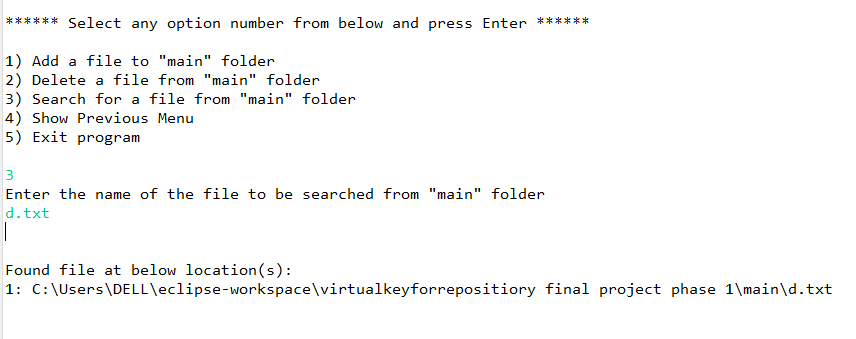 ****** Select any option number from below and press Enter ******
1) Add a file to "main" folder
2) Delete a file from "main" folder
3) Search for a file from "main" folder
4) Show Previous Menu
5) Exit program
3
Enter the name of the file to be searched from "main" folder
d.txt
Found file at below location(s):
1: C:\Users\DELL\eclipse-workspace\virtualkeyforrepositiory final project phase 1\main\d.txt